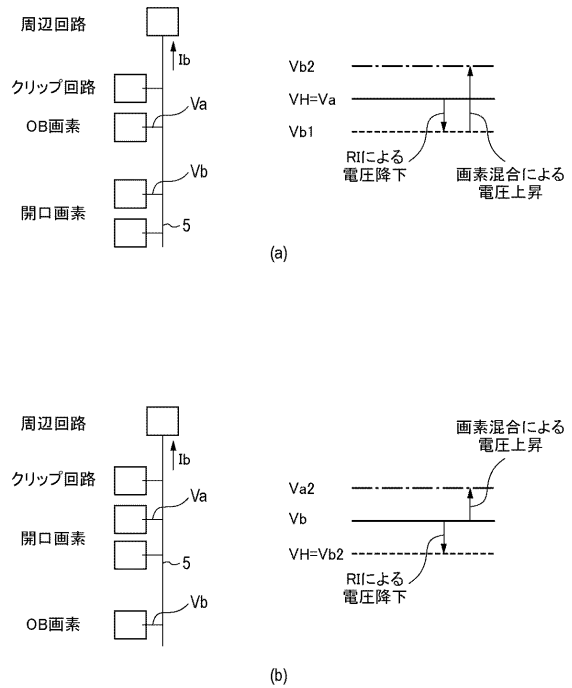 周辺回路
Ib
クリップ回路
Va
OB画素
Vb
開口画素
5
Vb2
VH=Va
Vb1
RIによる
電圧降下
画素混合による
電圧上昇
(a)
周辺回路
Ib
クリップ回路
Va
開口画素
5
Vb
OB画素
画素混合による
電圧上昇
Va2
Vb
VH=Vb2
RIによる
電圧降下
(b)